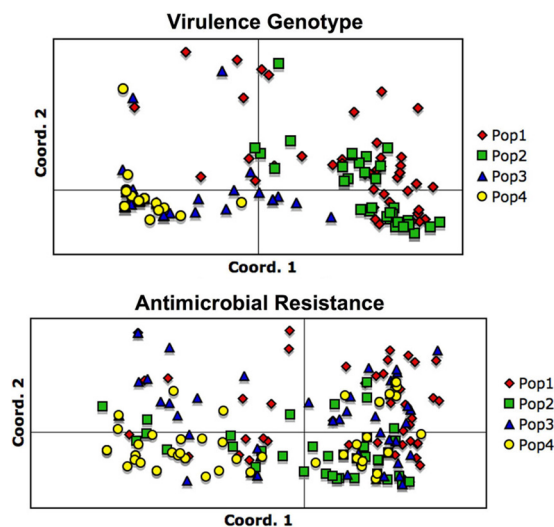 Virulence Genotype
Coord. 2
Pop1
Pop2
Pop3
Pop4
Coord. 1
Antimicrobial Resistance
Coord. 2
Pop1
Pop2
Pop3
Pop4
Coord. 1